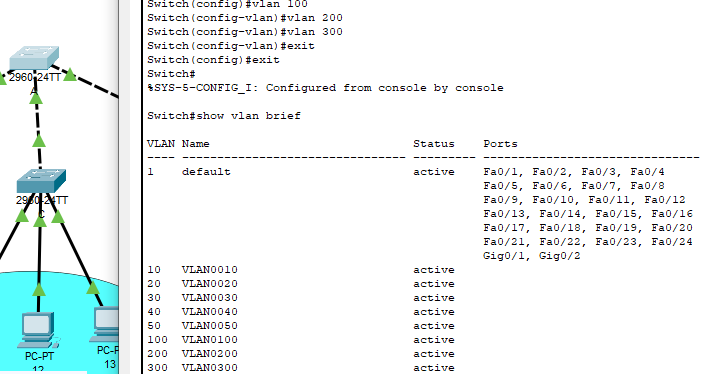 Switch(config)#vlan 100
Switch(config-vlan)#vlan 200
Switch(config-vlan)#vlan 300
Switch(config-vlan)#exit
Switch(config)#exit
Switch#
%SYS-5-CONFIG_I: Configured from console by console
Switch#show vlan brief
VLAN Name Status Ports
---- -------------------------------- --------- -------------------------------
1 default active Fa0/1, Fa0/2, Fa0/3, Fa0/4
Fa0/5, Fa0/6, Fa0/7, Fa0/8
Fa0/9, Fa0/10, Fa0/11, Fa0/12
Fa0/13, Fa0/14, Fa0/15, Fa0/16
Fa0/17, Fa0/18, Fa0/19, Fa0/20
Fa0/21, Fa0/22, Fa0/23, Fa0/24
Gig0/1, Gig0/2
10 VLAN0010 active
20 VLAN0020 active
30 VLAN0030 active
40 VLAN0040 active
50 VLAN0050 active
100 VLAN0100 active
200 VLAN0200 active
300 VLAN0300 active
2960-24TT
A
2960-24TT
C
PC-PT
12
PC-P
13